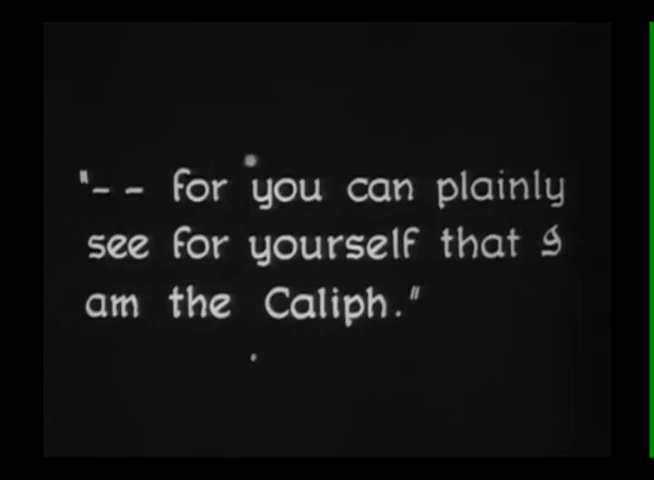 "-- for you can plainly
see for yourself that I
am the Caliph."